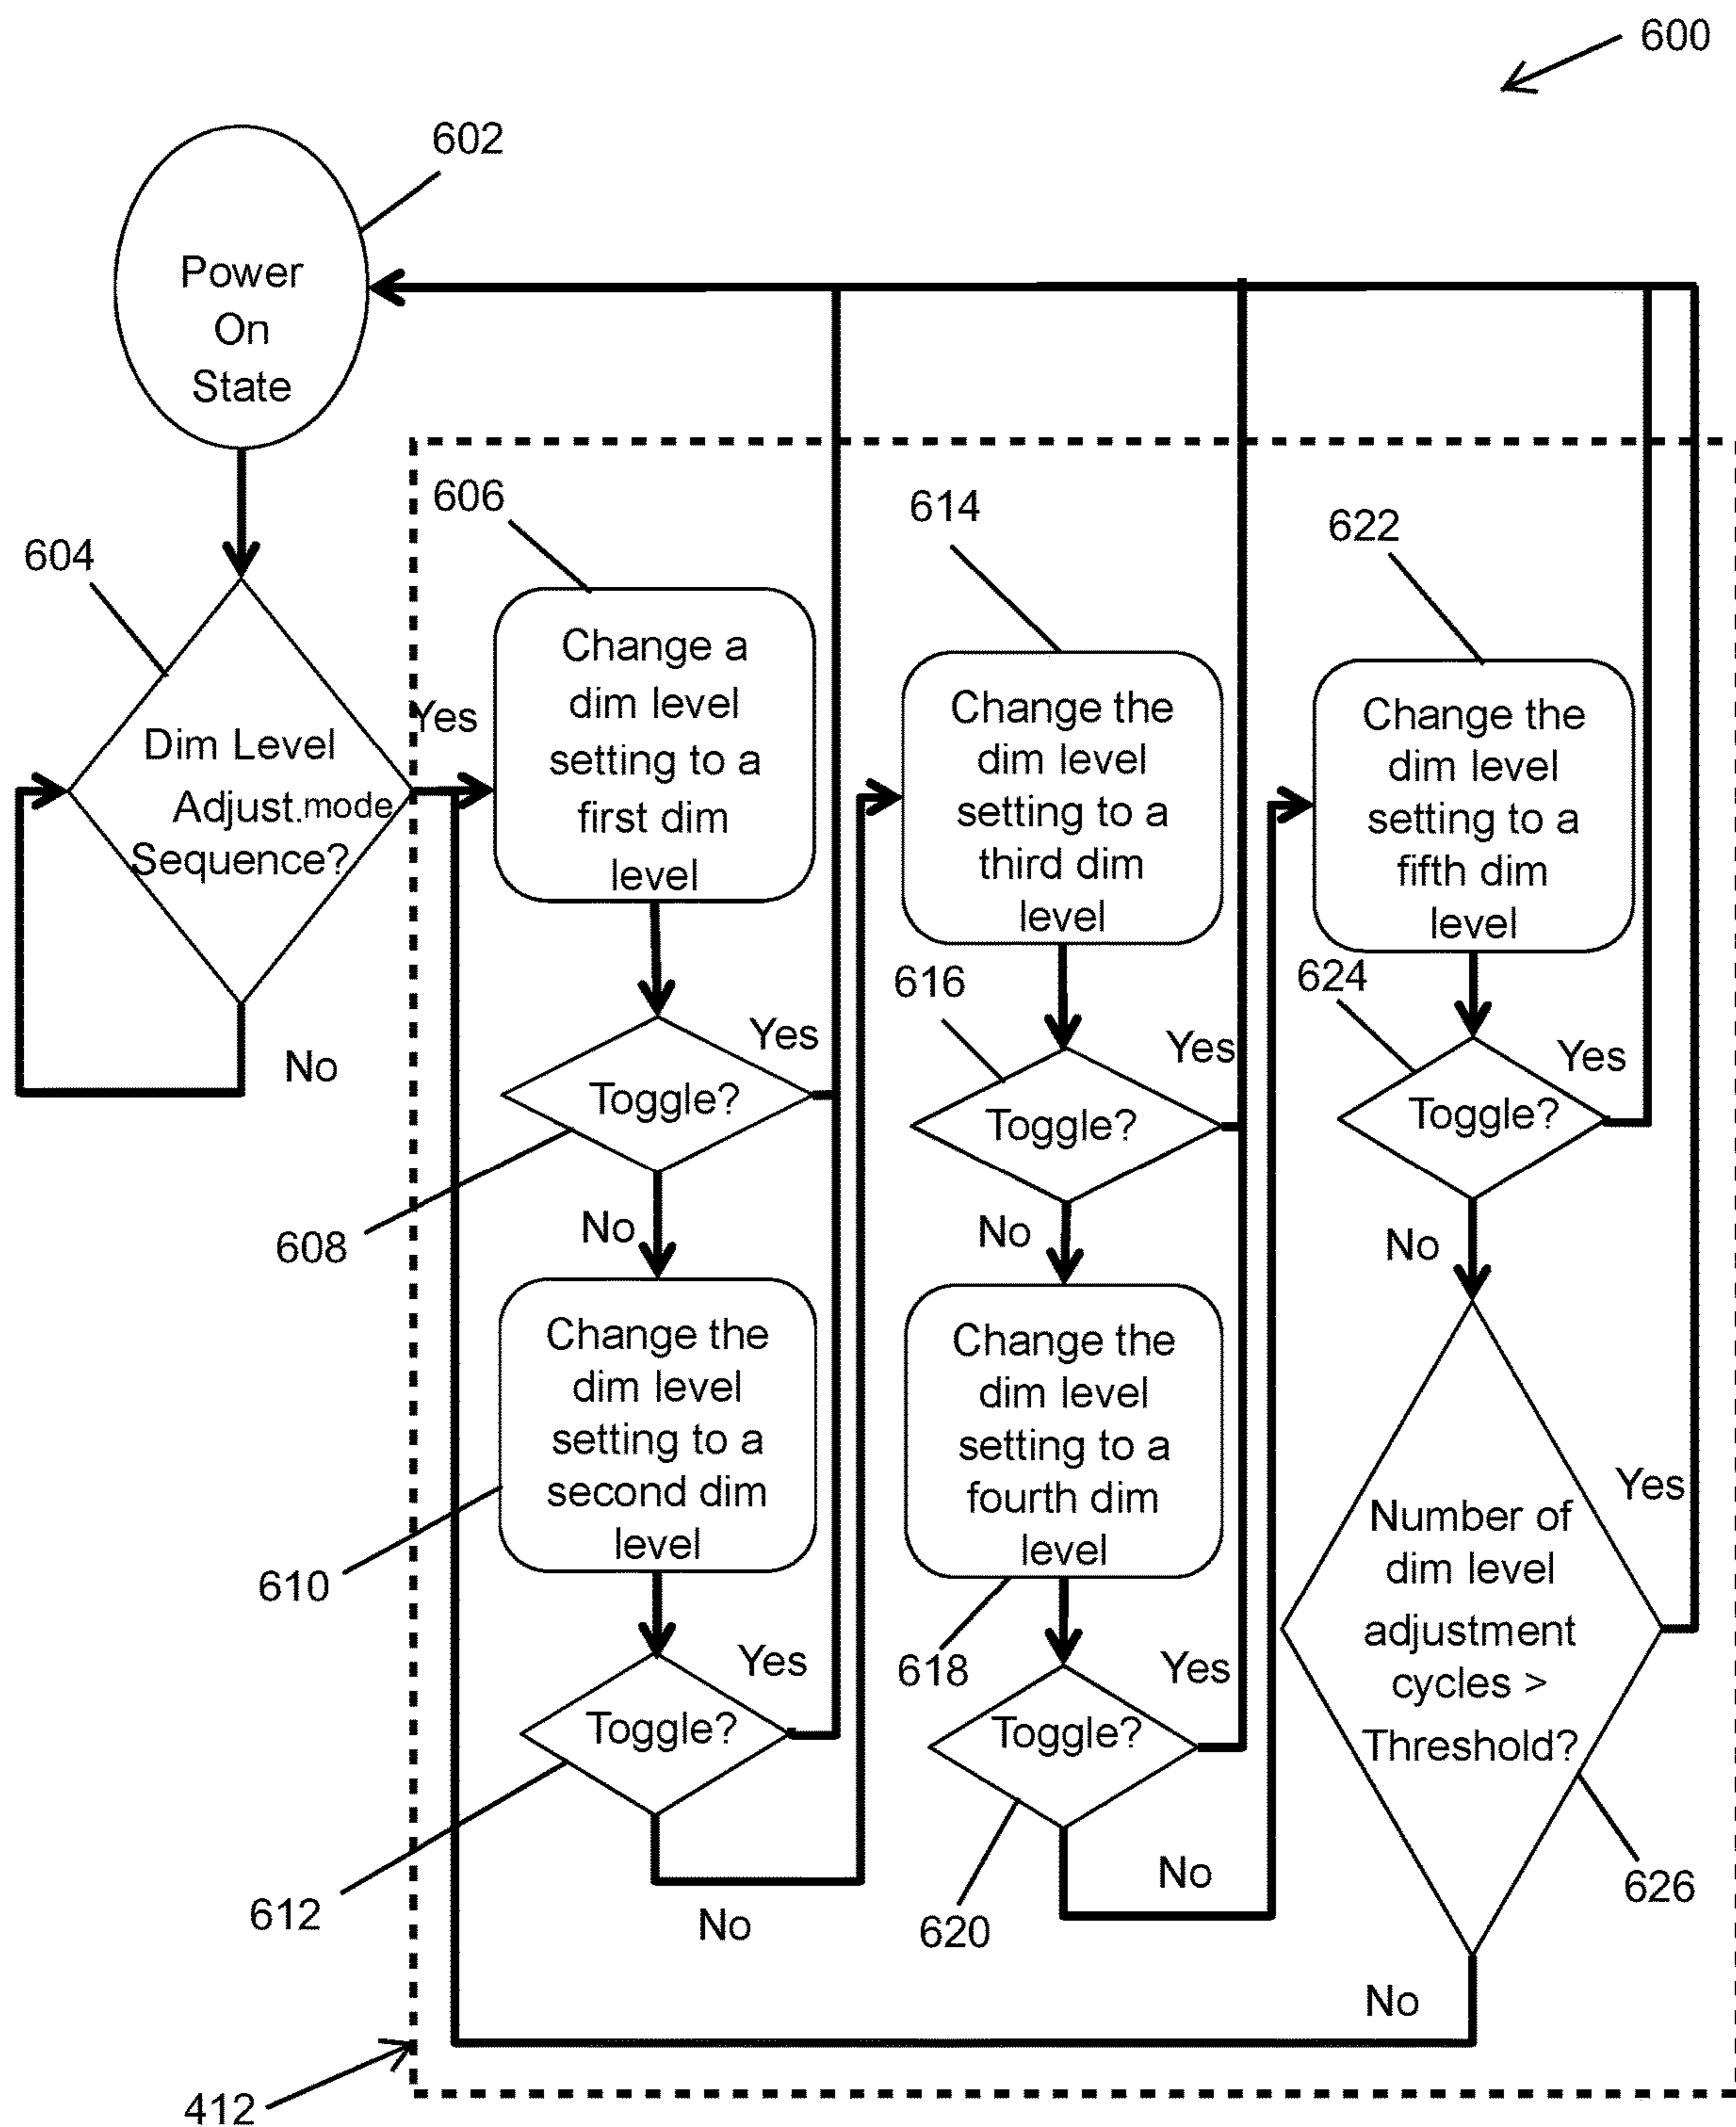 600
602
Power
On
State
604
Dim Level
Adjust.mode
Sequence?
Yes
No
606
Change a
dim level
setting to a
first dim
level
608
Toggle?
Yes
No
610
Change the
dim level
setting to a
second dim
level
612
Toggle?
Yes
No
614
Change the
dim level
setting to a
third dim
level
616
Toggle?
Yes
No
618
Change the
dim level
setting to a
fourth dim
level
620
Toggle?
Yes
No
622
Change the
dim level
setting to a
fifth dim
level
624
Toggle?
Yes
No
626
Number of
dim level
adjustment
cycles >
Threshold?
Yes
No
412